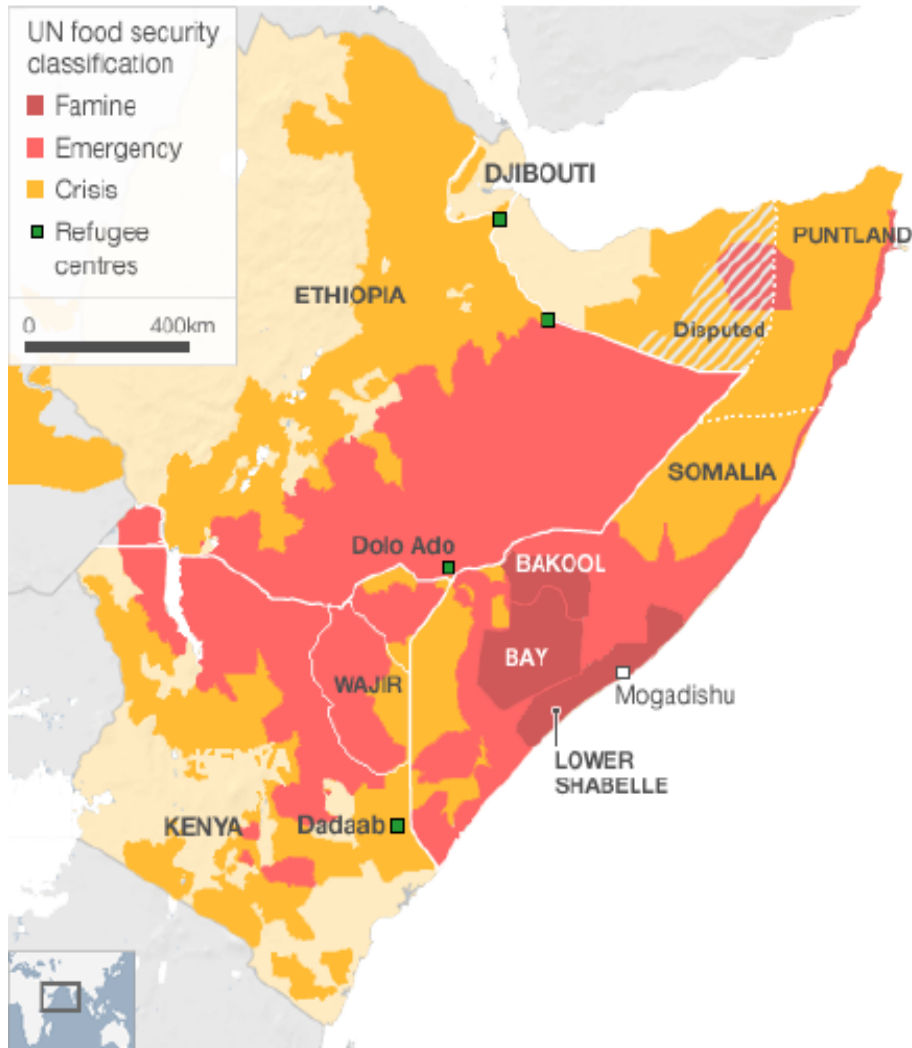 UN food security
classification
Famine
Emergency
Crisis
Refugee
centres
0 400km
DJIBOUTI
PUNTLAND
ETHIOPIA
Disputed
SOMALIA
Dolo Ado
BAKOOL
BAY
WAJIR
Mogadishu
LOWER
SHABELLE
KENYA
KENYA
Dadaab